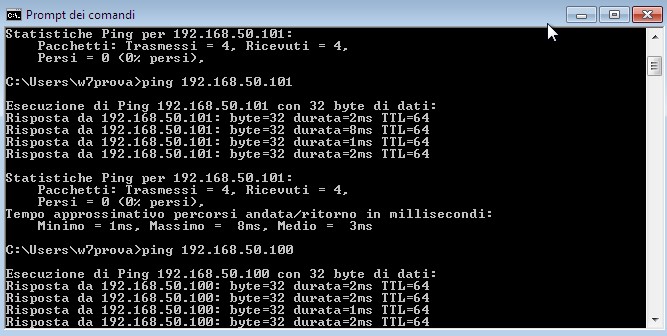 Prompt dei comandi
Statistiche Ping per 192.168.50.101:
    Pacchetti: Trasmessi = 4, Ricevuti = 4,
    Persi = 0 (0% persi),
C:\Users\w7prova>ping 192.168.50.101
Esecuzione di Ping 192.168.50.101 con 32 byte di dati:
Risposta da 192.168.50.101: byte=32 durata=2ms TTL=64
Risposta da 192.168.50.101: byte=32 durata=8ms TTL=64
Risposta da 192.168.50.101: byte=32 durata=1ms TTL=64
Risposta da 192.168.50.101: byte=32 durata=2ms TTL=64
Statistiche Ping per 192.168.50.101:
    Pacchetti: Trasmessi = 4, Ricevuti = 4,
    Persi = 0 (0% persi),
Tempo approssimativo percorsi andata/ritorno in millisecondi:
    Minimo = 1ms, Massimo =  8ms, Medio =  3ms
C:\Users\w7prova>ping 192.168.50.100
Esecuzione di Ping 192.168.50.100 con 32 byte di dati:
Risposta da 192.168.50.100: byte=32 durata=2ms TTL=64
Risposta da 192.168.50.100: byte=32 durata=2ms TTL=64
Risposta da 192.168.50.100: byte=32 durata=1ms TTL=64
Risposta da 192.168.50.100: byte=32 durata=2ms TTL=64